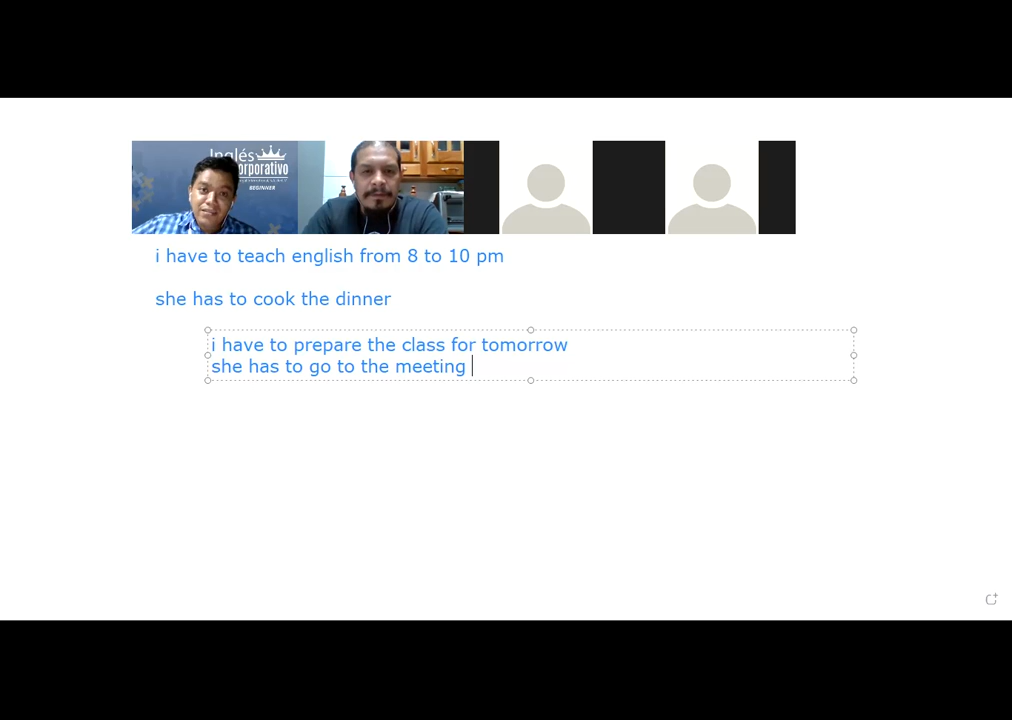 Inglés
orporativo
BEGINNER
i have to teach english from 8 to 10 pm
she has to cook the dinner
i have to prepare the class for tomorrow
she has to go to the meeting